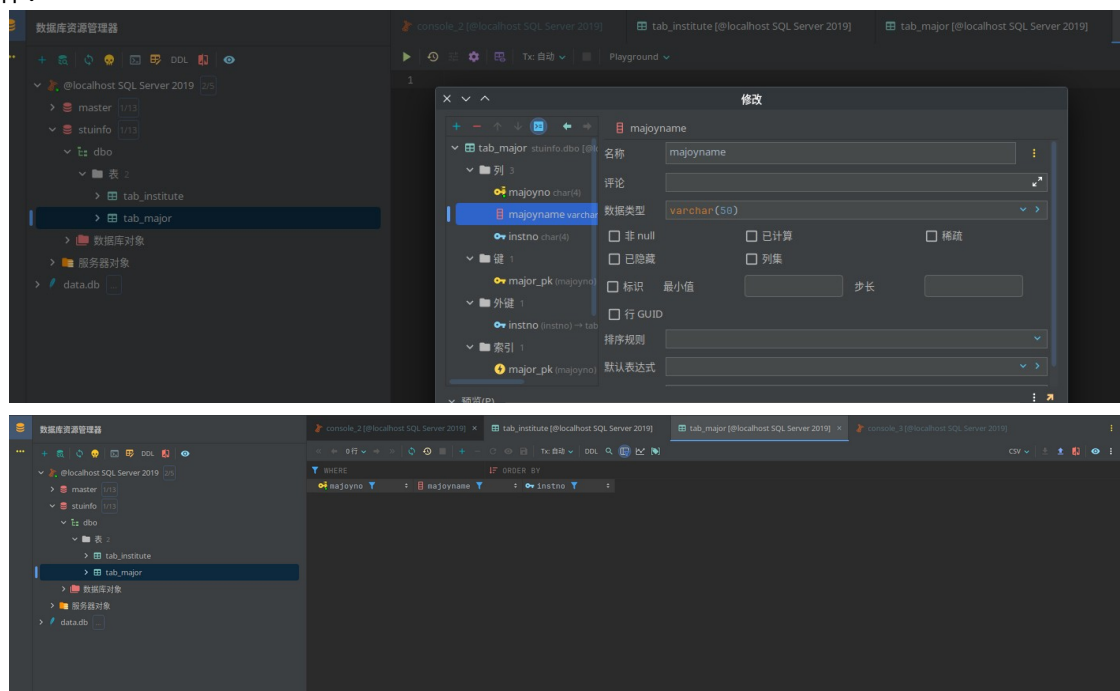 数据库资源管理器
console_2 [@localhost SQL Server 2019]
tab_institute [@localhost SQL Server 2019]
tab_major [@localhost SQL Server 2019]
DDL
Tx: 自动
Playground
1
@localhost SQL Server 2019 2/5
master 1/13
stuinfo 1/13
dbo
表 2
tab_institute
tab_major
数据库对象
服务器对象
data.db ...
修改
tab_major stuinfo.dbo
列 3
majoyno char(4)
majoyname varchar
instno char(4)
键 1
major_pk (majoyno)
外键 1
instno (instno) → tab
索引 1
major_pk (majoyno)
majoyname
名称 majoyname
评论
数据类型 varchar(50)
非 null 已计算 稀疏
已隐藏 列集
标识 最小值 步长
行 GUID
排序规则
默认表达式
预览(P)
数据库资源管理器
console_2 [@localhost SQL Server 2019] ×
tab_institute [@localhost SQL Server 2019]
tab_major [@localhost SQL Server 2019] ×
console_3 [@localhost SQL Server 2019]
DDL
0行
Tx: 自动
DDL
CSV
WHERE
ORDER BY
majoyno
majoyname
instno
@localhost SQL Server 2019 2/5
master 1/13
stuinfo 1/13
dbo
表 2
tab_institute
tab_major
数据库对象
服务器对象
data.db ...